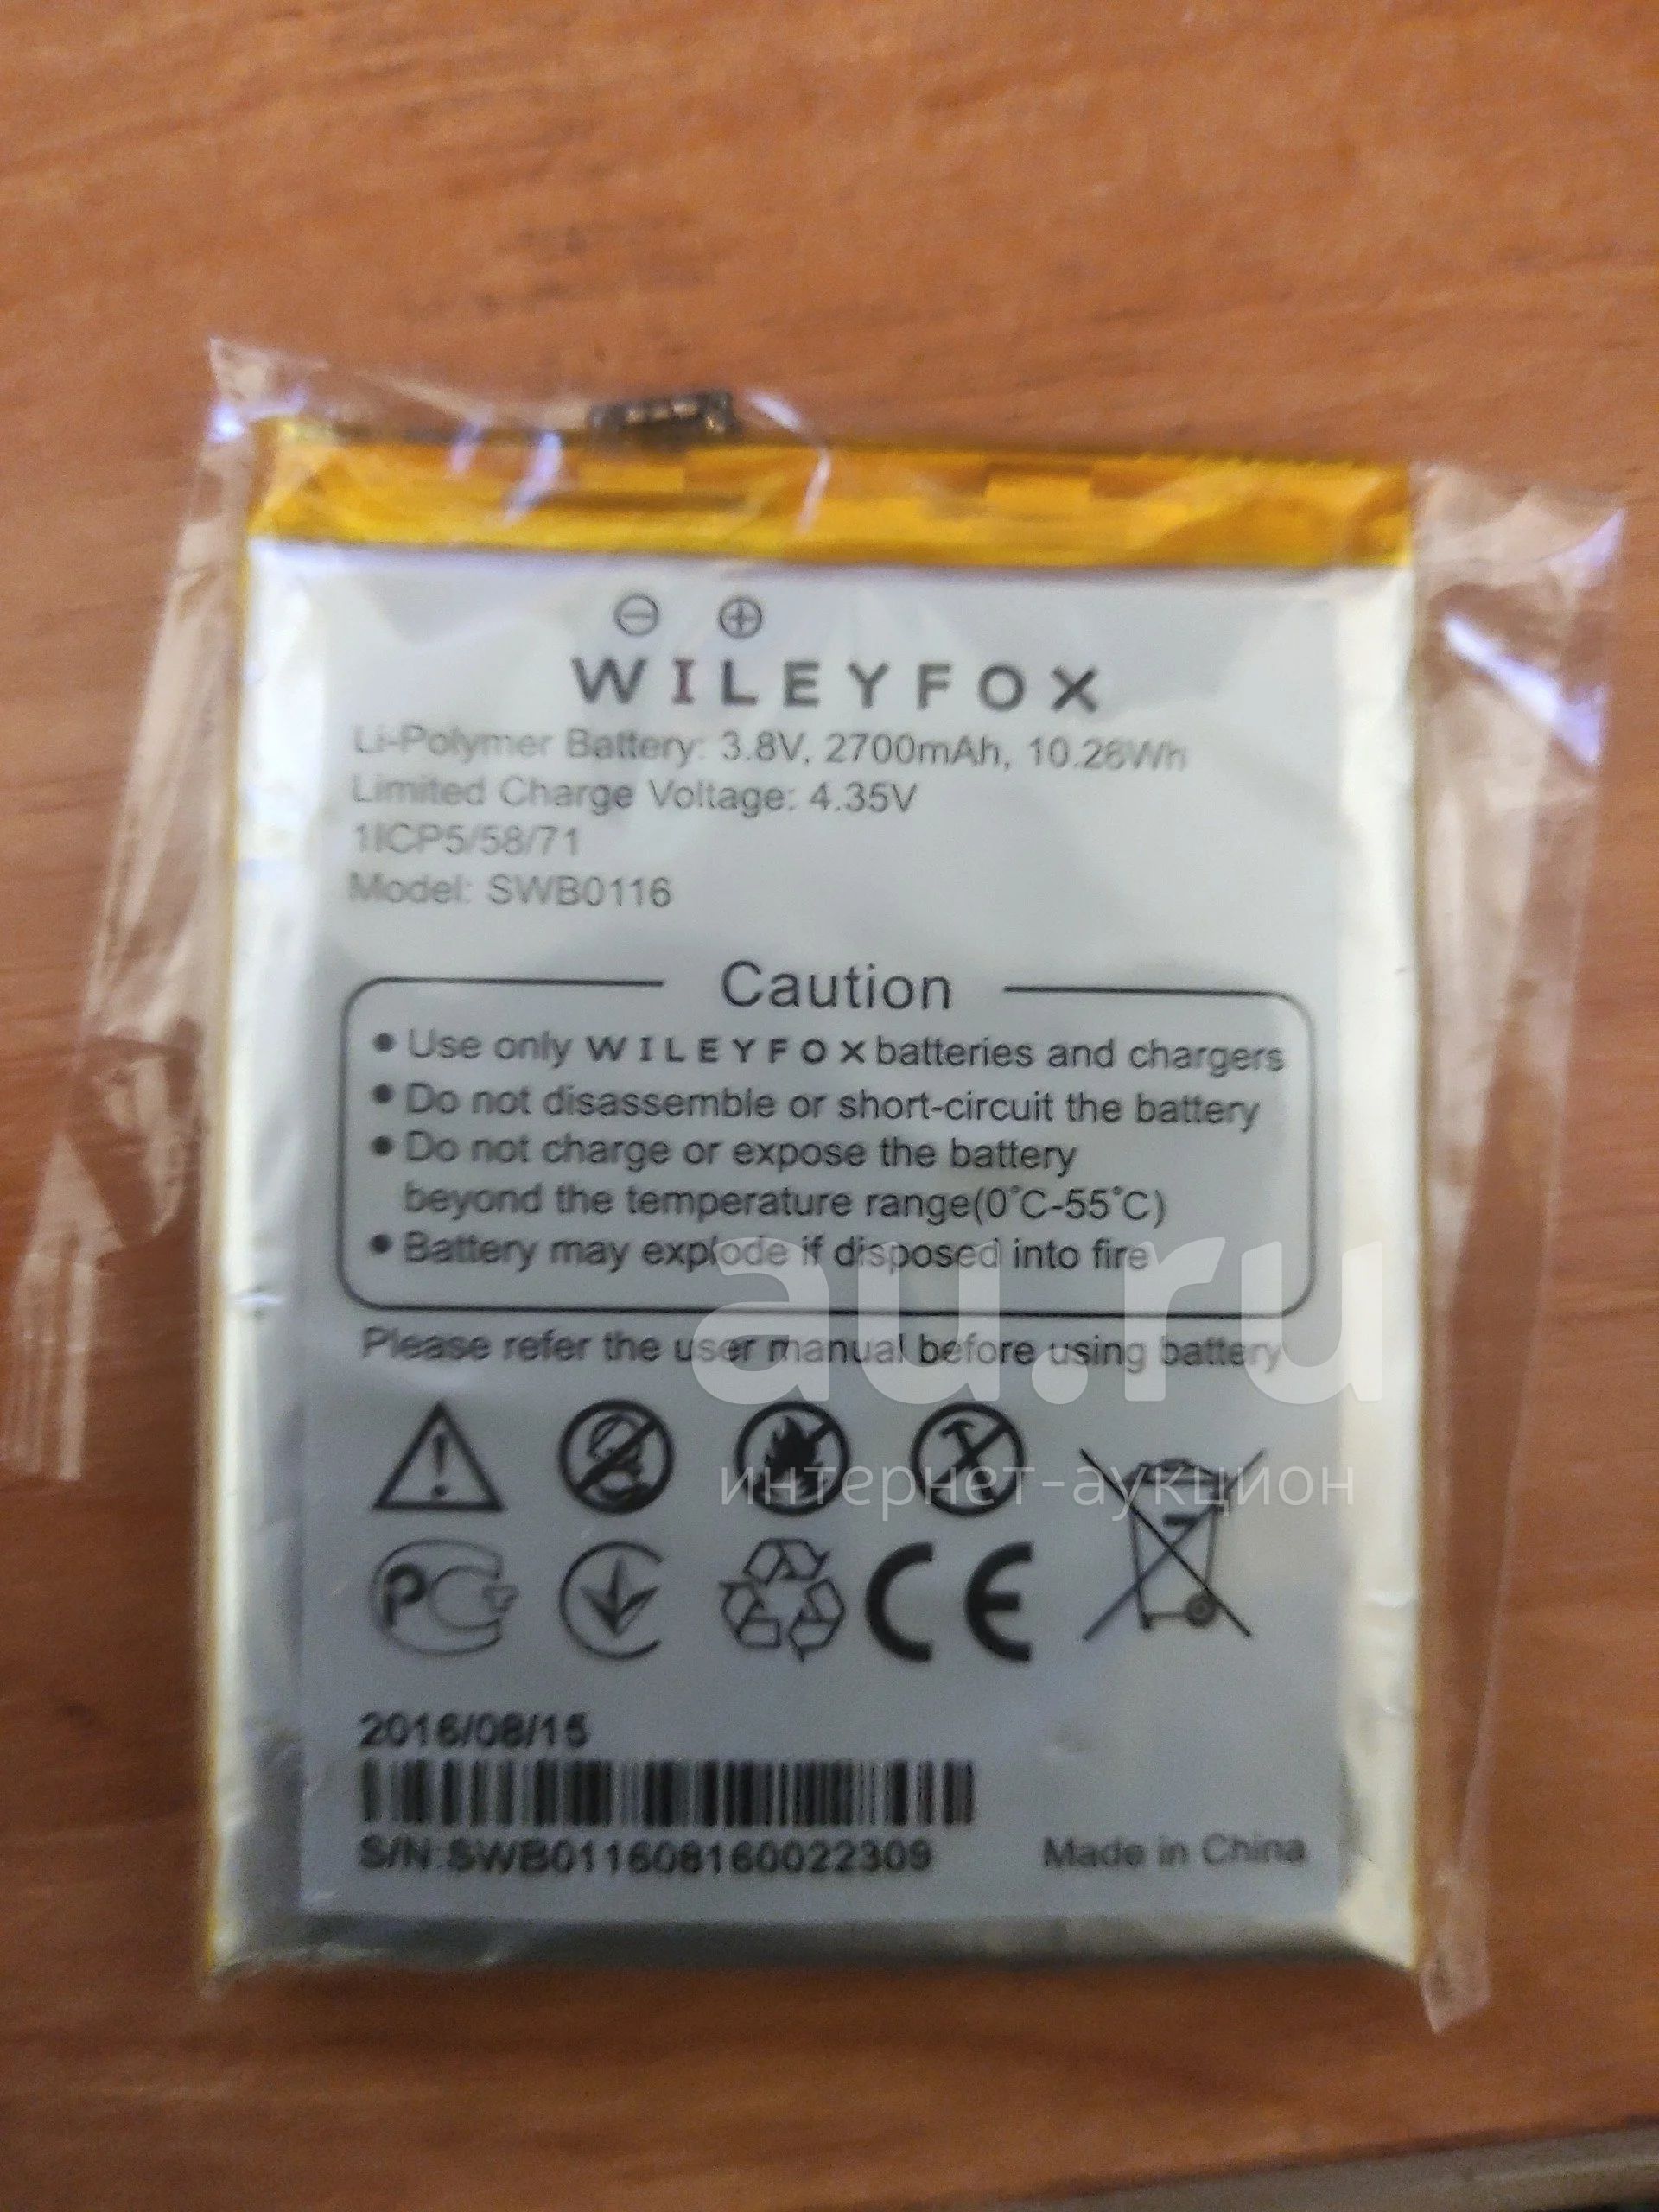 WILEYFOX
Li-Polymer Battery: 3.8V, 2700mAh, 10.26Wh
Limited Charge Voltage: 4.35V
1ICP5/58/71
Model: SWB0116
Caution
• Use only WILEYFOX batteries and chargers
• Do not disassemble or short-circuit the battery
• Do not charge or expose the battery
beyond the temperature range(0°C-55°C)
• Battery may explode if disposed into fire
Please refer the user manual before using battery
au.ru
интернет-аукцион
PC
CE
2016/08/15
S/N:SWB011608160022309
Made in China